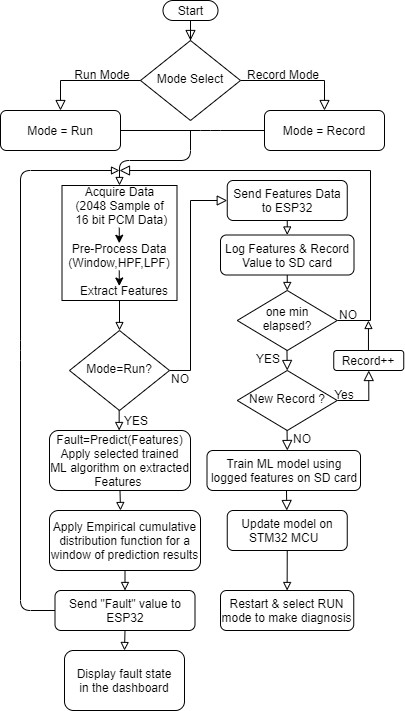 Start
Mode Select
Run Mode
Record Mode
Mode = Run
Mode = Record
Acquire Data
(2048 Sample of
16 bit PCM Data)
Pre-Process Data
(Window,HPF,LPF)
Extract Features
Mode=Run?
NO
YES
Fault=Predict(Features)
Apply selected trained
ML algorithm on extracted
Features
Apply Empirical cumulative
distribution function for a
window of prediction results
Send "Fault" value to
ESP32
Display fault state
in the dashboard
Send Features Data
to ESP32
Log Features & Record
Value to SD card
one min
elapsed?
NO
YES
Record++
New Record ?
Yes
NO
Train ML model using
logged features on SD card
Update model on
STM32 MCU
Restart & select RUN
mode to make diagnosis